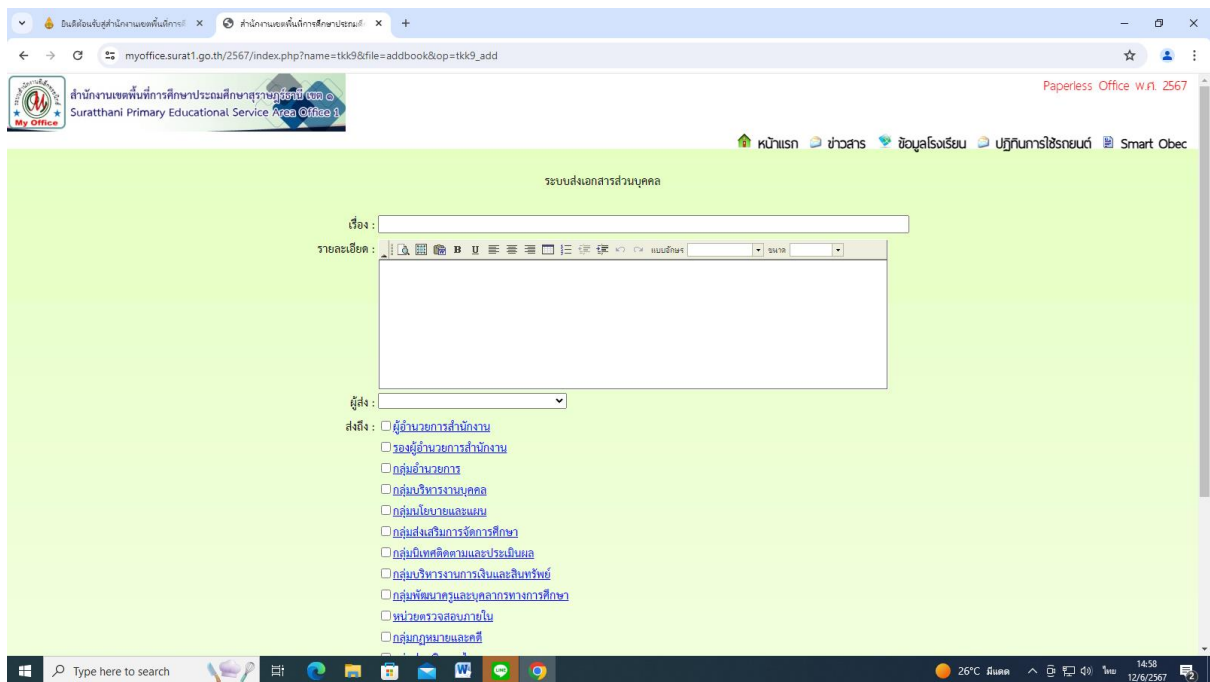 อินดีต้อนรับสู่สำนักงานเขตพื้นที่การศึ
สำนักงานเขตพื้นที่การศึกษาประถมศึ
myoffice.surat1.go.th/2567/index.php?name=tkk9&file=addbook&op=tkk9_add
สำนักงานเขตพื้นที่การศึกษาประถมศึกษาสุราษฎร์ธานี เขต ๑
Suratthani Primary Educational Service Area Office 1
My Office
Paperless Office พ.ศ. 2567
หน้าแรก ข่าวสาร ข้อมูลโรงเรียน ปฏิทินการใช้รถยนต์ Smart Obec
ระบบส่งเอกสารส่วนบุคคล
เรื่อง :
รายละเอียด : B U แบบอักษร ขนาด
ผู้ส่ง :
ส่งถึง : ผู้อำนวยการสำนักงาน
รองผู้อำนวยการสำนักงาน
กลุ่มอำนวยการ
กลุ่มบริหารงานบุคคล
กลุ่มนโยบายและแผน
กลุ่มส่งเสริมการจัดการศึกษา
กลุ่มนิเทศติดตามและประเมินผล
กลุ่มบริหารงานการเงินและสินทรัพย์
กลุ่มพัฒนาครูและบุคลากรทางการศึกษา
หน่วยตรวจสอบภายใน
กลุ่มกฎหมายและคดี
Type here to search
26°C มีแดด ไทย 14:58
12/6/2567